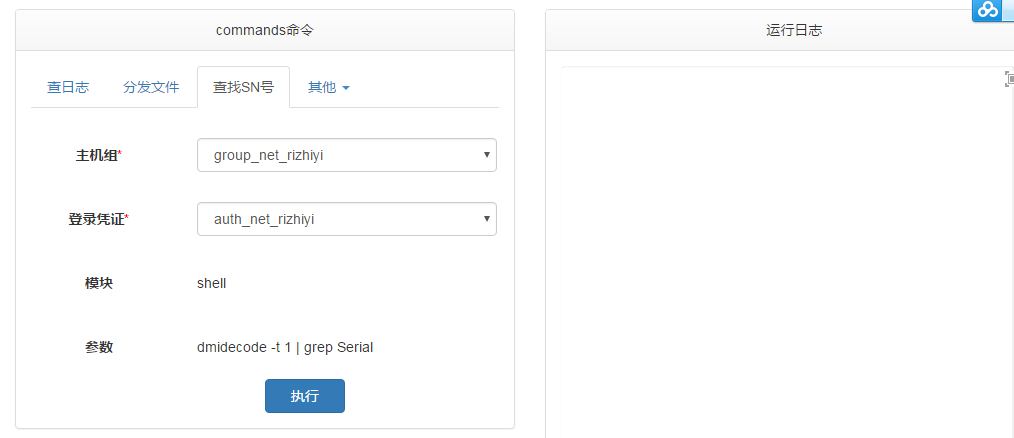 commands命令
查日志 分发文件 查找SN号 其他
主机组* group_net_rizhiyi
登录凭证* auth_net_rizhiyi
模块 shell
参数 dmidecode -t 1 | grep Serial
执行
运行日志